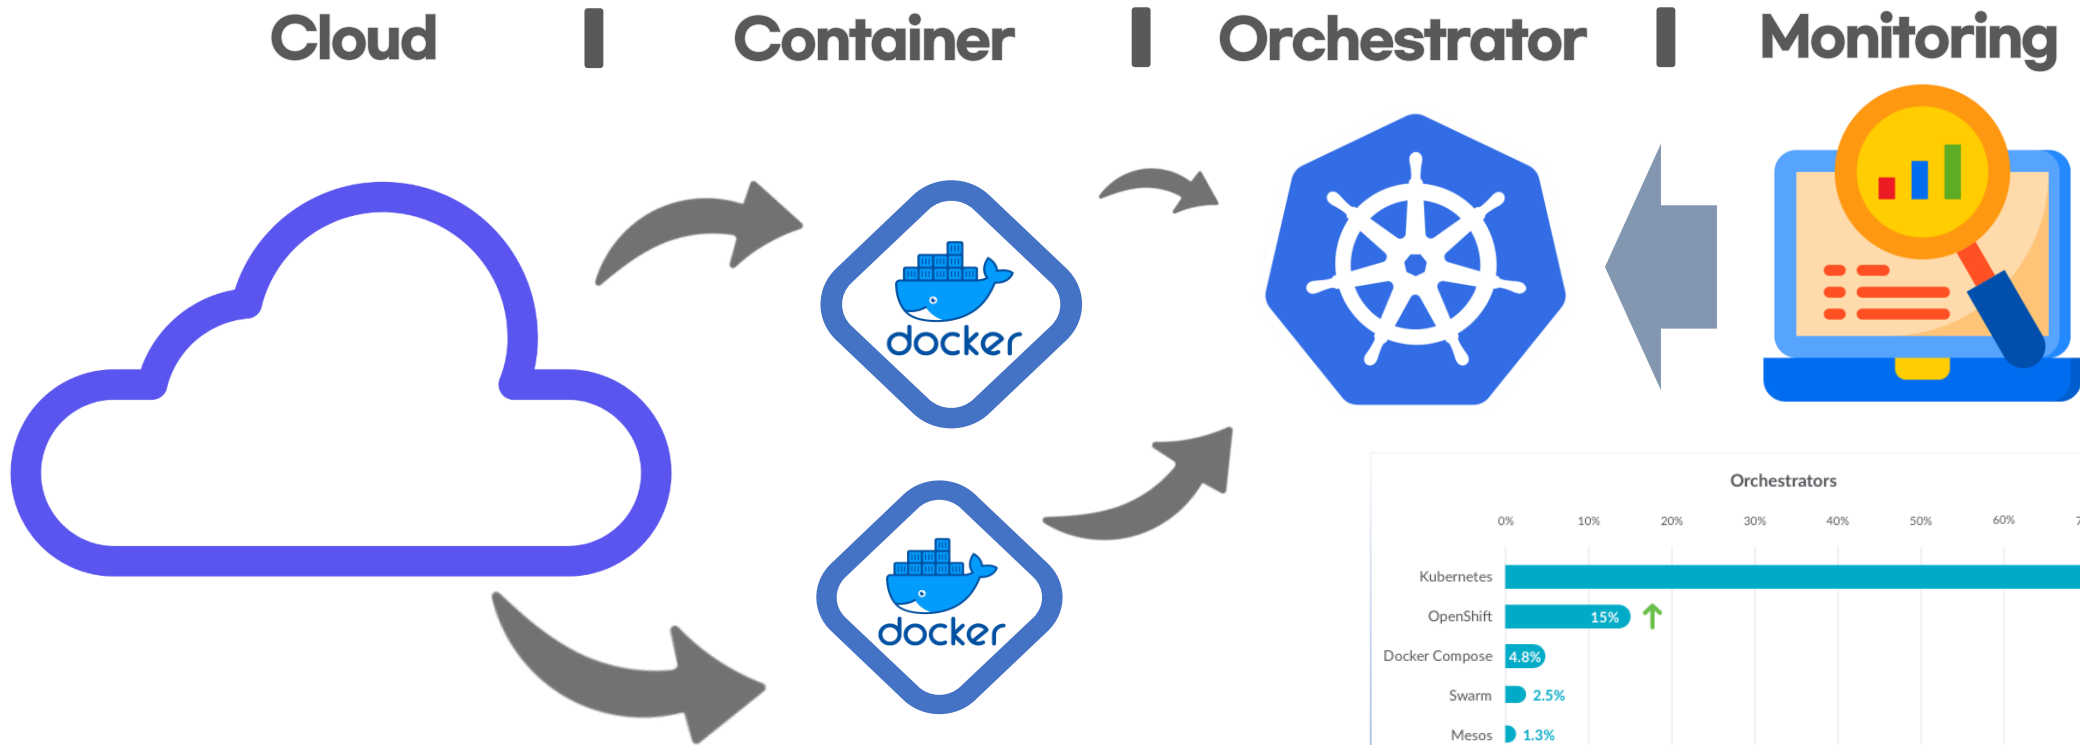 Cloud
Container
Orchestrator
Monitoring
docker
docker
Orchestrators
0% 10% 20% 30% 40% 50% 60% 7
Kubernetes
OpenShift 15%
Docker Compose 4.8%
Swarm 2.5%
Mesos 1.3%